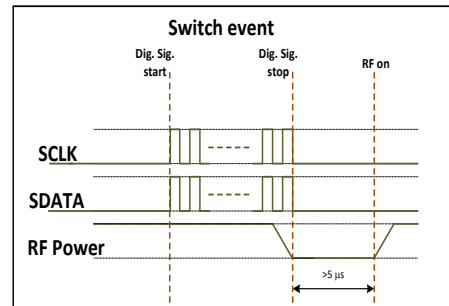 Switch event
Dig. Sig.
start
Dig. Sig.
stop
RF on
SCLK
SDATA
RF Power
>5 µs